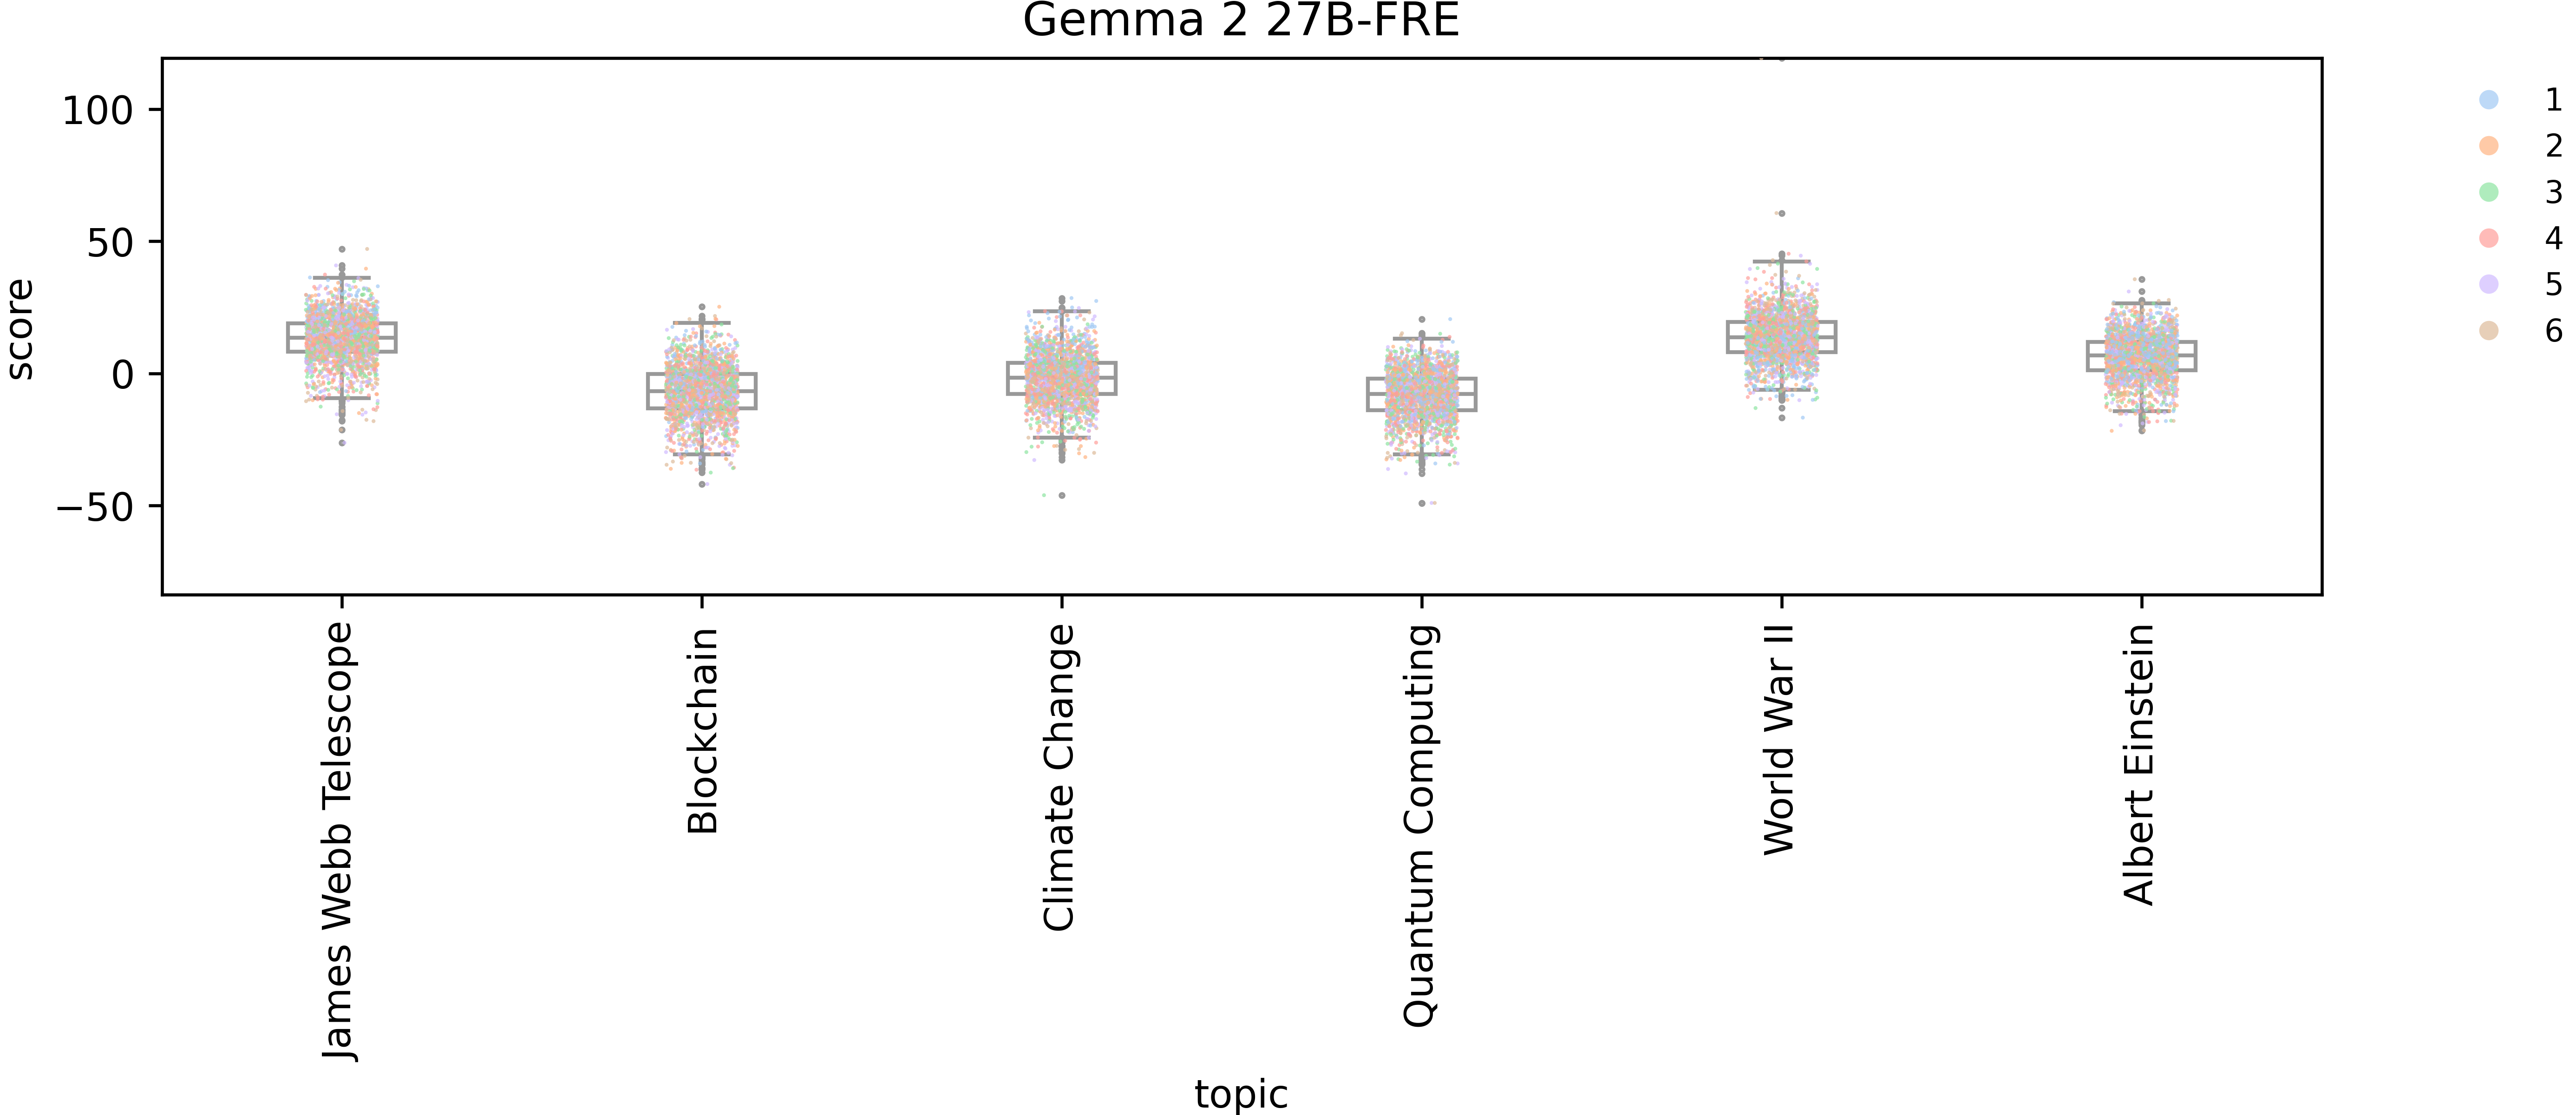 Gemma 2 27B-FRE
score
100
50
0
−50
1
2
3
4
5
6
James Webb Telescope
Blockchain
Climate Change
Quantum Computing
World War II
Albert Einstein
topic